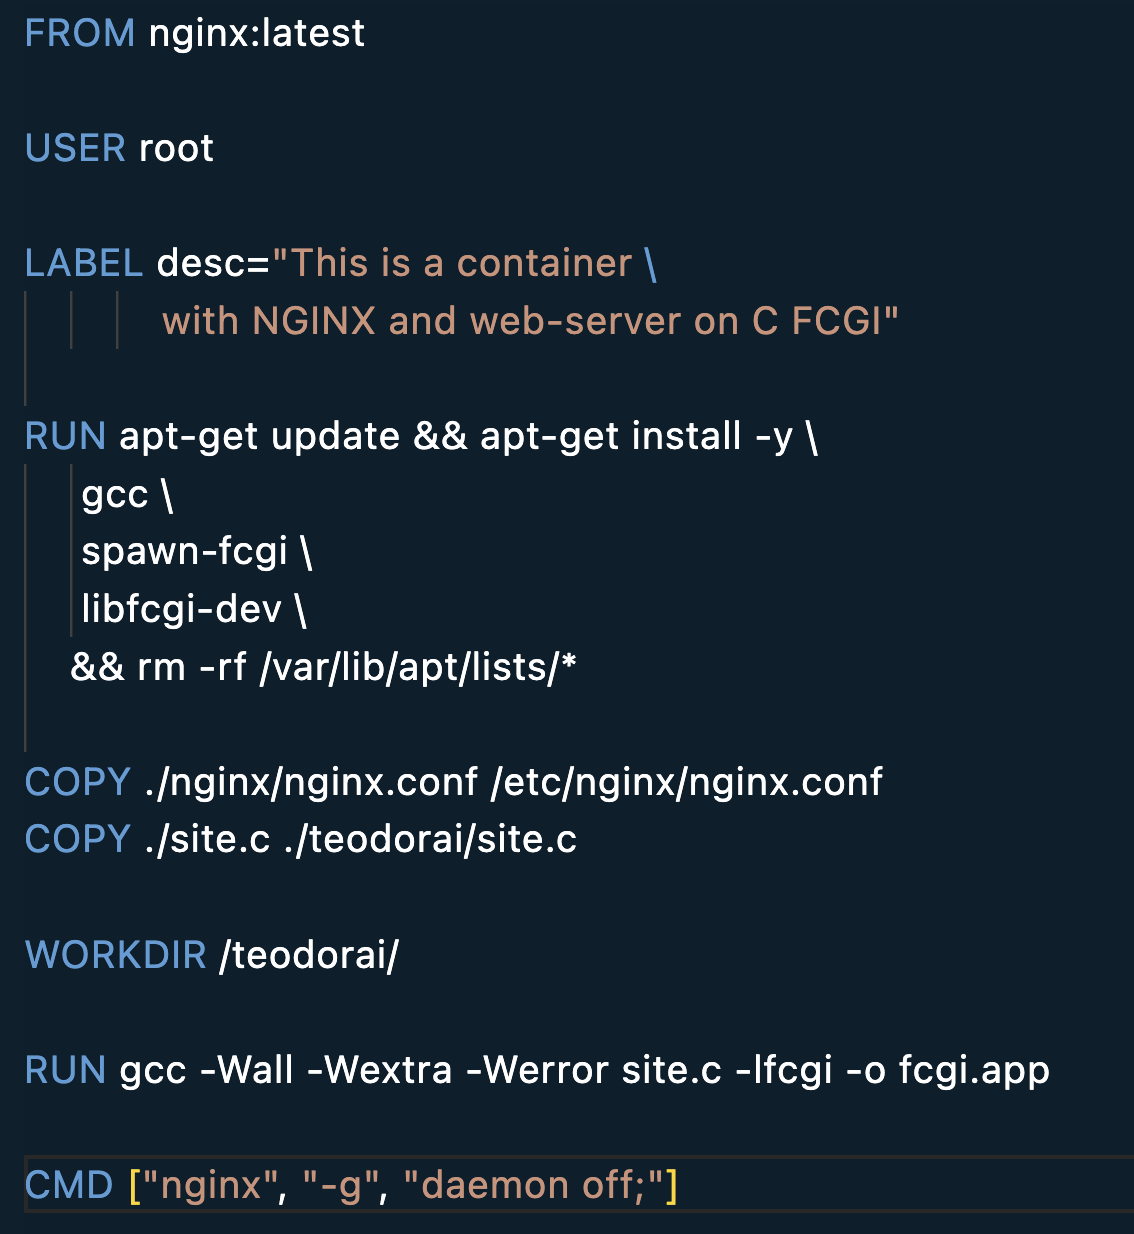 FROM nginx:latest
USER root
LABEL desc="This is a container \
with NGINX and web-server on C FCGI"
RUN apt-get update && apt-get install -y \
gcc \
spawn-fcgi \
libfcgi-dev \
&& rm -rf /var/lib/apt/lists/*
COPY ./nginx/nginx.conf /etc/nginx/nginx.conf
COPY ./site.c ./teodorai/site.c
WORKDIR /teodorai/
RUN gcc -Wall -Wextra -Werror site.c -lfcgi -o fcgi.app
CMD ["nginx", "-g", "daemon off;"]